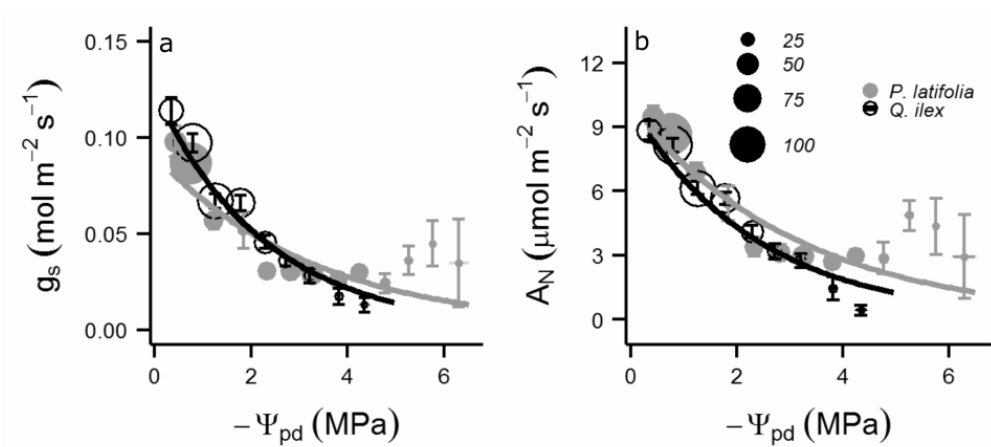 a
0.15
0.10
0.05
0.00
gₛ (mol m⁻² s⁻¹)
0 2 4 6
−Ψpd (MPa)
b
12
9
6
3
0
A_N (μmol m⁻² s⁻¹)
0 2 4 6
−Ψpd (MPa)
25
50
75
100
P. latifolia
Q. ilex